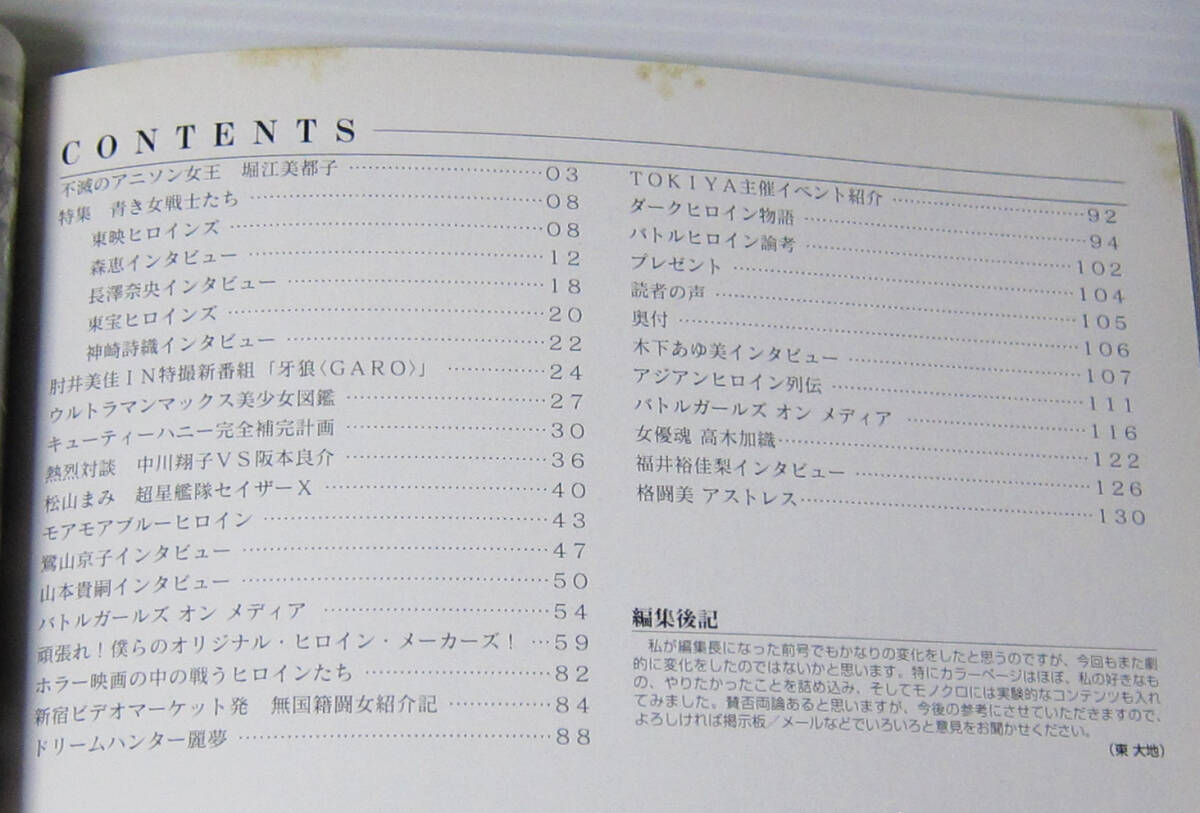 CONTENTS
不滅のアニソン女王　堀江美都子 ……………………… 03
特集　青き女戦士たち ……………………… 08
東映ヒロインズ ……………………… 08
森恵インタビュー ……………………… 12
長澤奈央インタビュー ……………………… 18
東宝ヒロインズ ……………………… 20
神崎詩織インタビュー ……………………… 22
肘井美佳ＩＮ特撮新番組「牙狼〈GARO〉」 ……………………… 24
ウルトラマンマックス美少女図鑑 ……………………… 27
キューティーハニー完全補完計画 ……………………… 30
熱烈対談　中川翔子ＶＳ阪本良介 ……………………… 36
松山まみ　超星艦隊セイザーＸ ……………………… 40
モアモアブルーヒロイン ……………………… 43
鷲山京子インタビュー ……………………… 47
山本貴嗣インタビュー ……………………… 50
バトルガールズ オン メディア ……………………… 54
頑張れ！僕らのオリジナル・ヒロイン・メーカーズ！ … 59
ホラー映画の中の戦うヒロインたち ……………………… 82
新宿ビデオマーケット発　無国籍闘女紹介記 ……………………… 84
ドリームハンター麗夢 ……………………… 88
TOKIYA主催イベント紹介 ……………………… 92
ダークヒロイン物語 ……………………… 94
バトルヒロイン論考 ……………………… 102
プレゼント ……………………… 104
読者の声 ……………………… 105
奥付 ……………………… 106
木下あゆ美インタビュー ……………………… 107
アジアンヒロイン列伝 ……………………… 111
バトルガールズ オン メディア ……………………… 116
女優魂 高木加織 ……………………… 122
福井裕佳梨インタビュー ……………………… 126
格闘美 アストレス ……………………… 130
編集後記
　私が編集長になった前号でもかなりの変化をしたと思うのですが、今回もまた劇
的に変化をしたのではないかと思います。特にカラーページはほぼ、私の好きなも
の、やりたかったことを詰め込み、そしてモノクロには実験的なコンテンツも入れ
てみました。賛否両論あると思いますが、今後の参考にさせていただきますので、
よろしければ掲示板／メールなどでいろいろと意見をお聞かせください。
（東 大地）